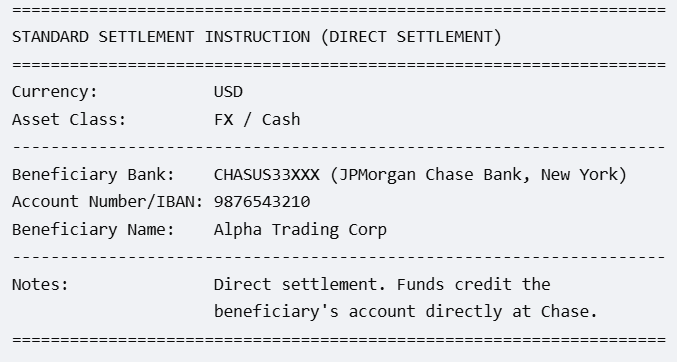 ====================================================================
STANDARD SETTLEMENT INSTRUCTION (DIRECT SETTLEMENT)
====================================================================
Currency:            USD
Asset Class:         FX / Cash
--------------------------------------------------------------------
Beneficiary Bank:    CHASUS33XXX (JPMorgan Chase Bank, New York)
Account Number/IBAN: 9876543210
Beneficiary Name:    Alpha Trading Corp
--------------------------------------------------------------------
Notes:               Direct settlement. Funds credit the
                     beneficiary's account directly at Chase.
====================================================================